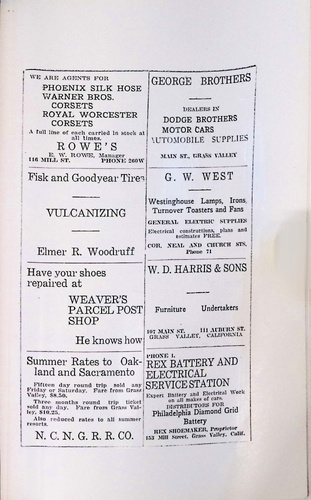 WE ARE AGENTS FOR
PHOENIX SILK HOSE
WARNER BROS.
CORSETS
ROYAL WORCESTER
CORSETS
A full line of each carried in stock at
all times.
ROWE'S
E. W. ROWE, Manager
116 MILL ST. PHONE 260W
Fisk and Goodyear Tires
VULCANIZING
Elmer R. Woodruff
Have your shoes
repaired at
WEAVER'S
PARCEL POST
SHOP
He knows how
Summer Rates to Oak-
land and Sacramento
Fifteen day round trip sold any
Friday or Saturday. Fare from Grass
Valley, $8.50.
Three months round trip ticket
sold any day. Fare from Grass Val-
ley,
Also reduced rates to all summer
resorts.
N. C. N. G. R. R. CO.
GEORGE BROTHERS
DEALERS IN
DODGE BROTHERS
MOTOR CARS
AUTOMOBILE SUPPLIES
MAIN ST., GRASS VALLEY
G. W. WEST
Westinghouse Lamps, Irons,
Turnover Toasters and Fans
GENERAL ELECTRIC SUPPLIES
Electrical constructions, plans and
estimates FREE.
COR. NEAL AND CHURCH STS.
Phone 71
W. D. HARRIS & SONS
Furniture Undertakers
107 MAIN ST. 111 AUBURN ST.
GRASS VALLEY, CALIFORNIA
PHONE 1.
REX BATTERY AND
ELECTRICAL
SERVICE STATION
Expert Battery and Electrical Work
on all makes of cars.
DISTRIBUTORS FOR
Philadelphia Diamond Grid
Battery
REX SHOEMAKER, Proprietor
153 Mill Street, Grass Valley, Calif.